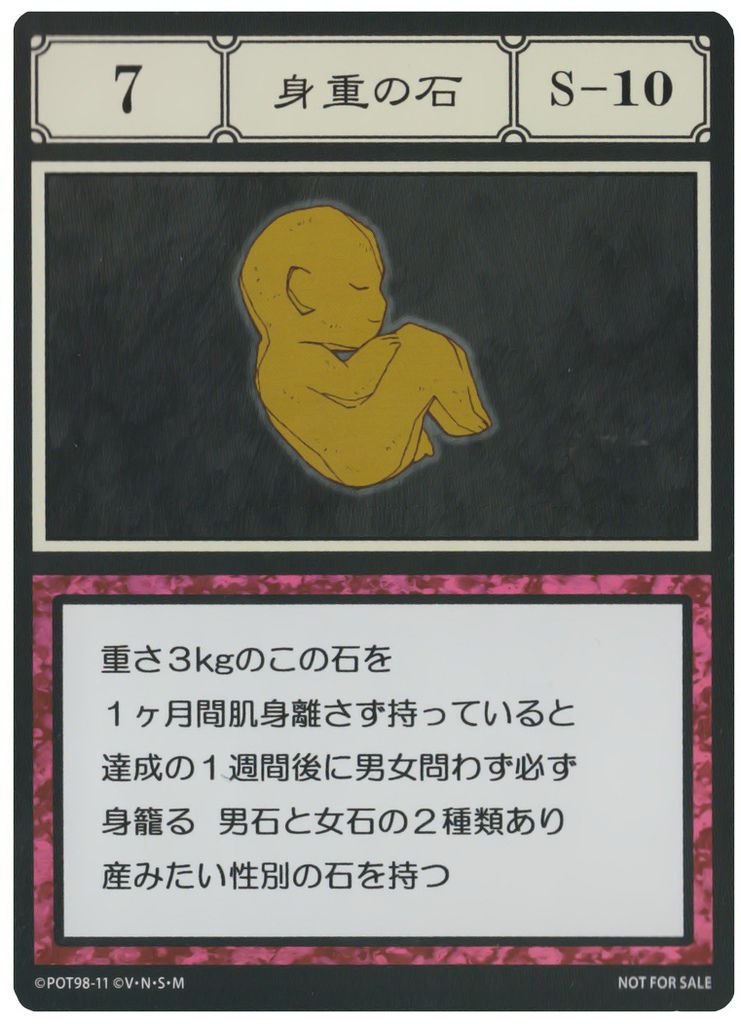 7
身重の石
S-10
重さ3kgのこの石を
1ヶ月間肌身離さず持っていると
達成の1週間後に男女問わず必ず
身籠る 男石と女石の2種類あり
産みたい性別の石を持つ
©POT98-11 ©V・N・S・M
NOT FOR SALE